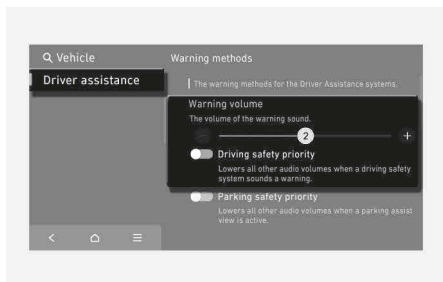 Vehicle
Warning methods
Driver assistance
The warning methods for the Driver Assistance systems.
Warning volume
The volume of the warning sound.
2
Driving safety priority
Lowers all other audio volumes when a driving safety
system sounds a warning.
Parking safety priority
Lowers all other audio volumes when a parking assist
view is active.